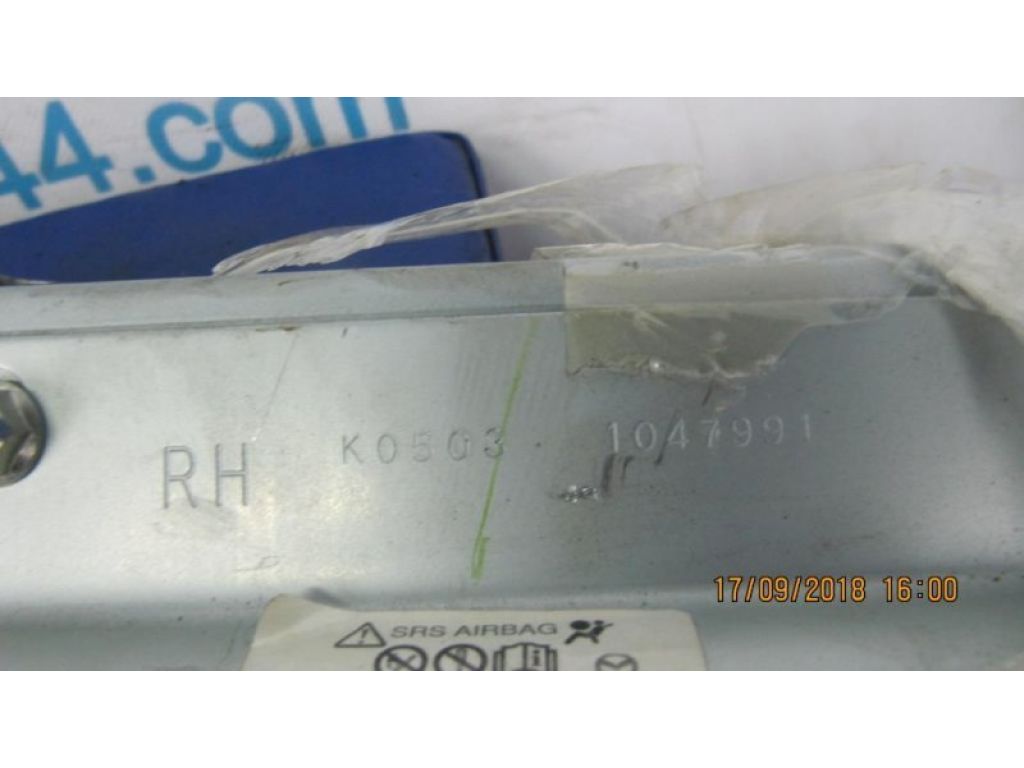 44.com
RH K0503 1047991
17/09/2018 16:00
SRS AIRBAG